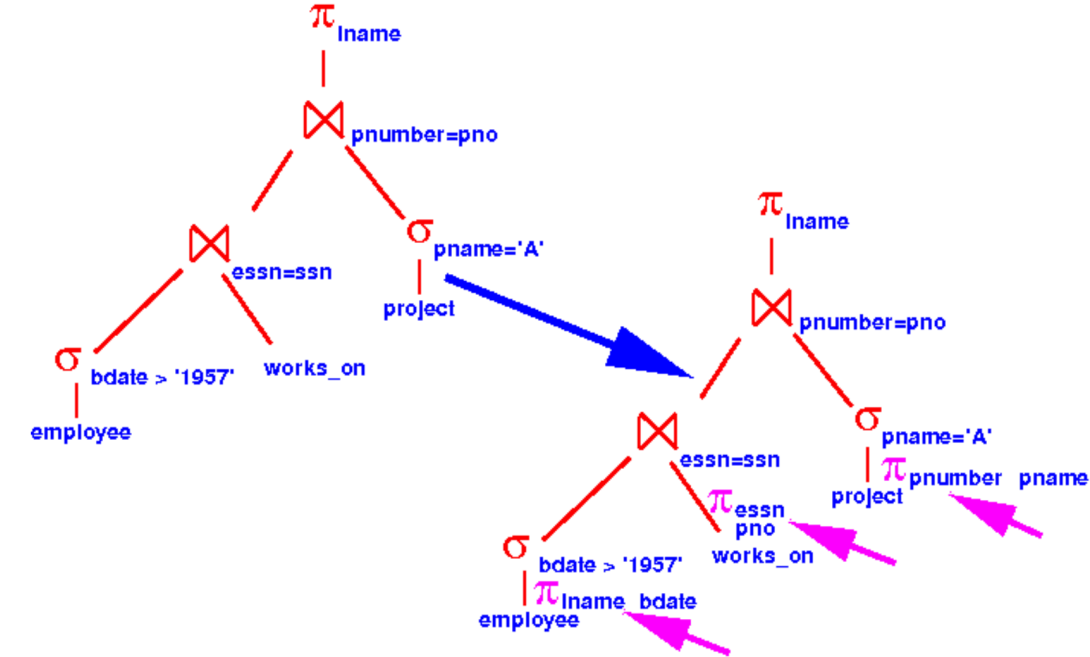 π lname
⋈ pnumber=pno
σ pname='A'
project
⋈ essn=ssn
σ bdate > '1957'
works_on
employee
π lname
⋈ pnumber=pno
σ pname='A'
π pnumber pname
project
⋈ essn=ssn
π essn
pno
works_on
σ bdate > '1957'
π lname bdate
employee